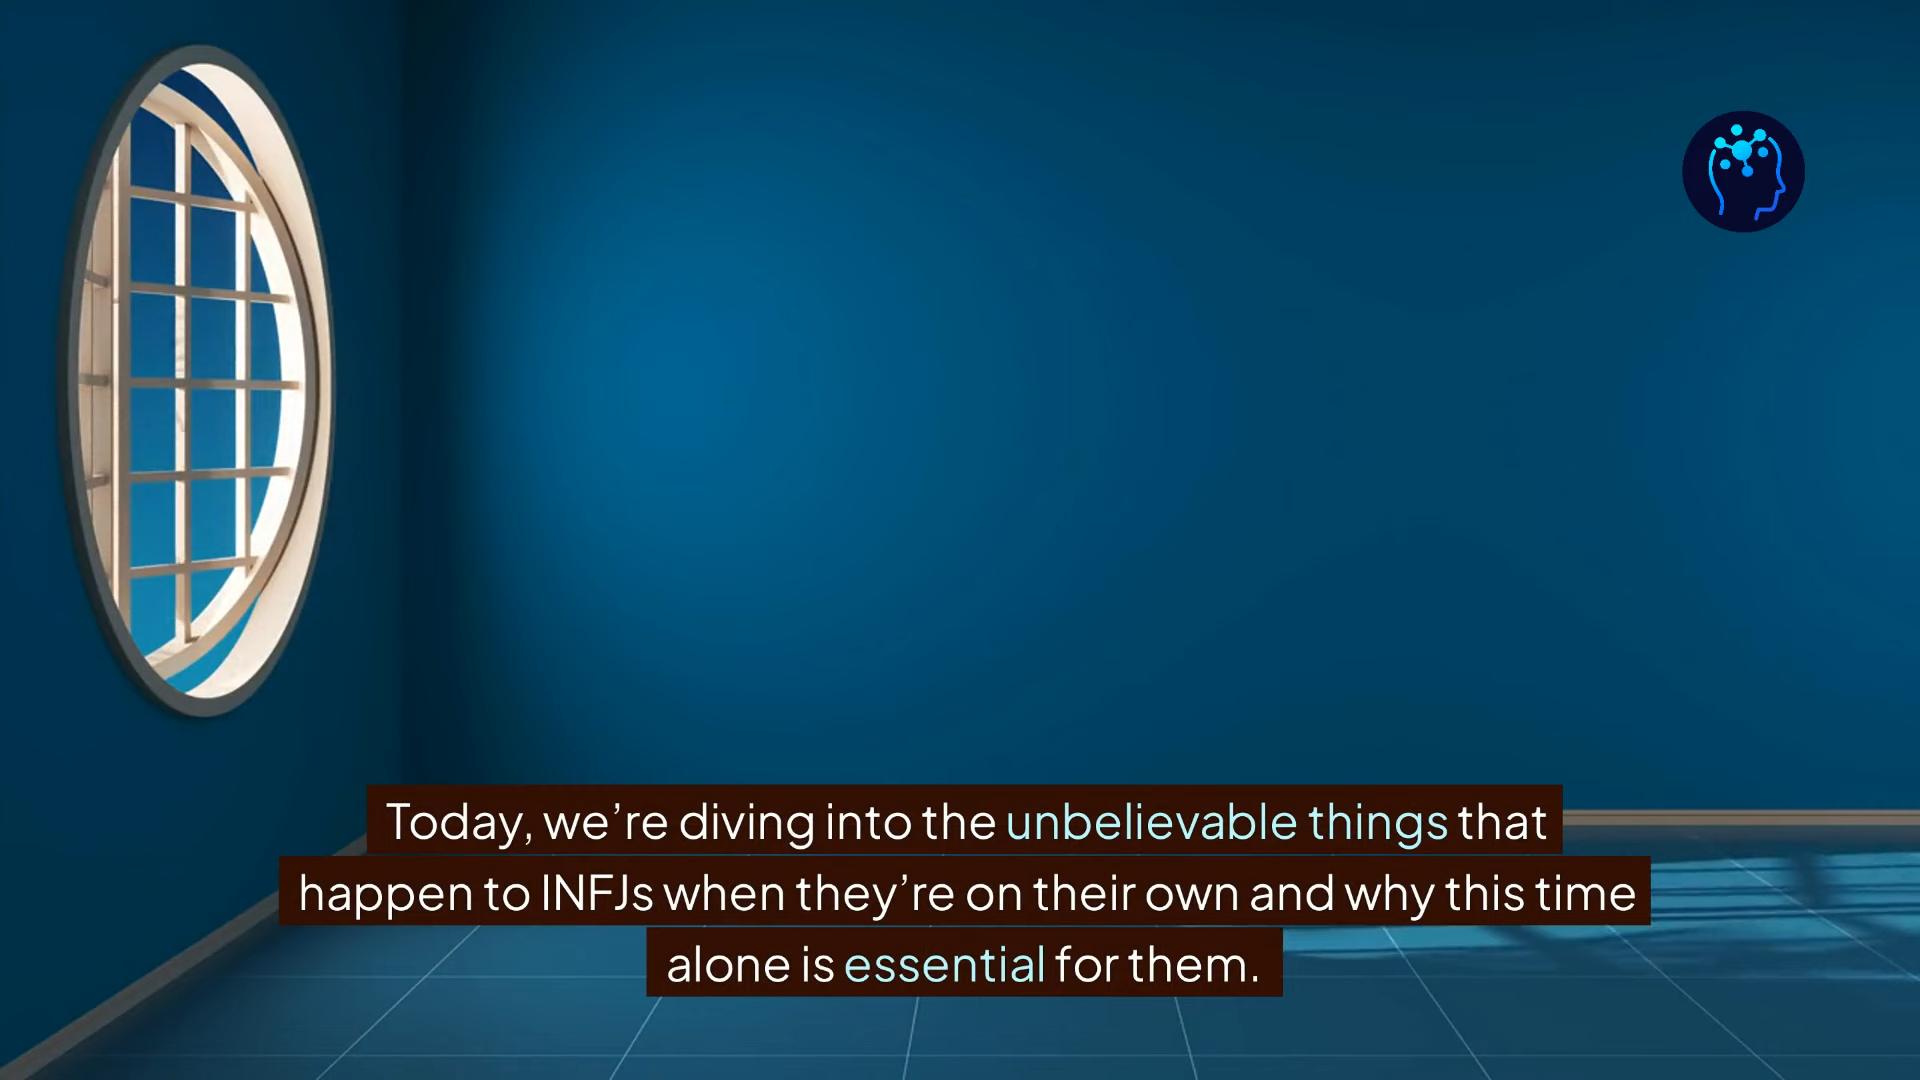 Today, we’re diving into the unbelievable things that
happen to INFJs when they’re on their own and why this time
alone is essential for them.